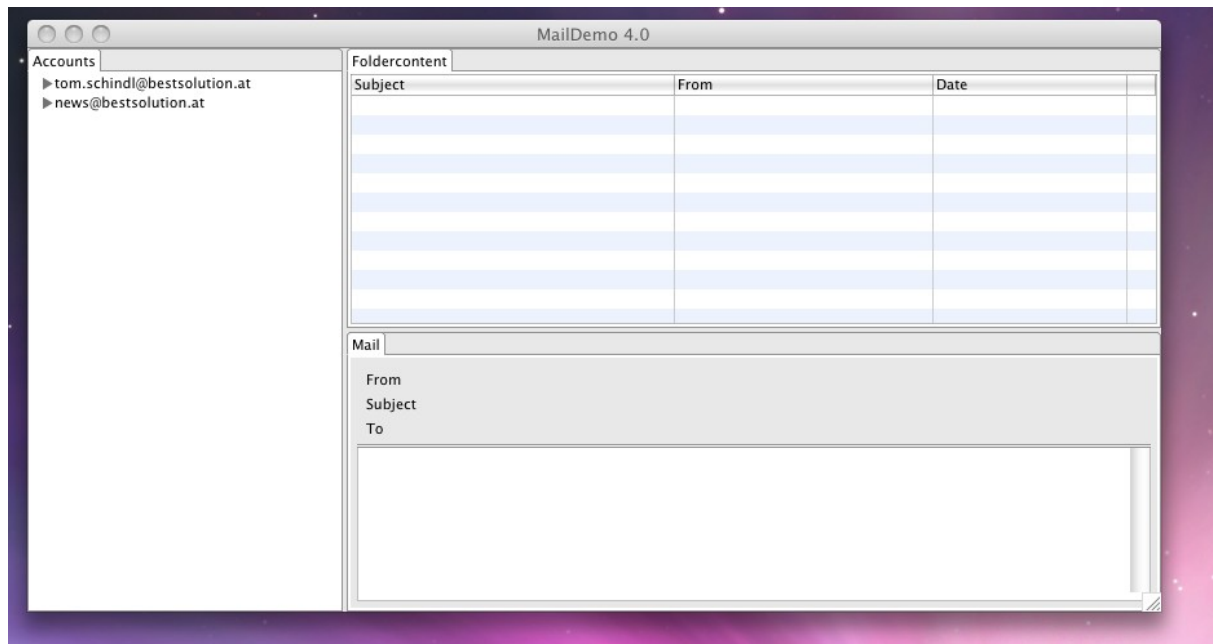 MailDemo 4.0
Accounts
tom.schindl@bestsolution.at
news@bestsolution.at
Foldercontent
Subject From Date
Mail
From
Subject
To